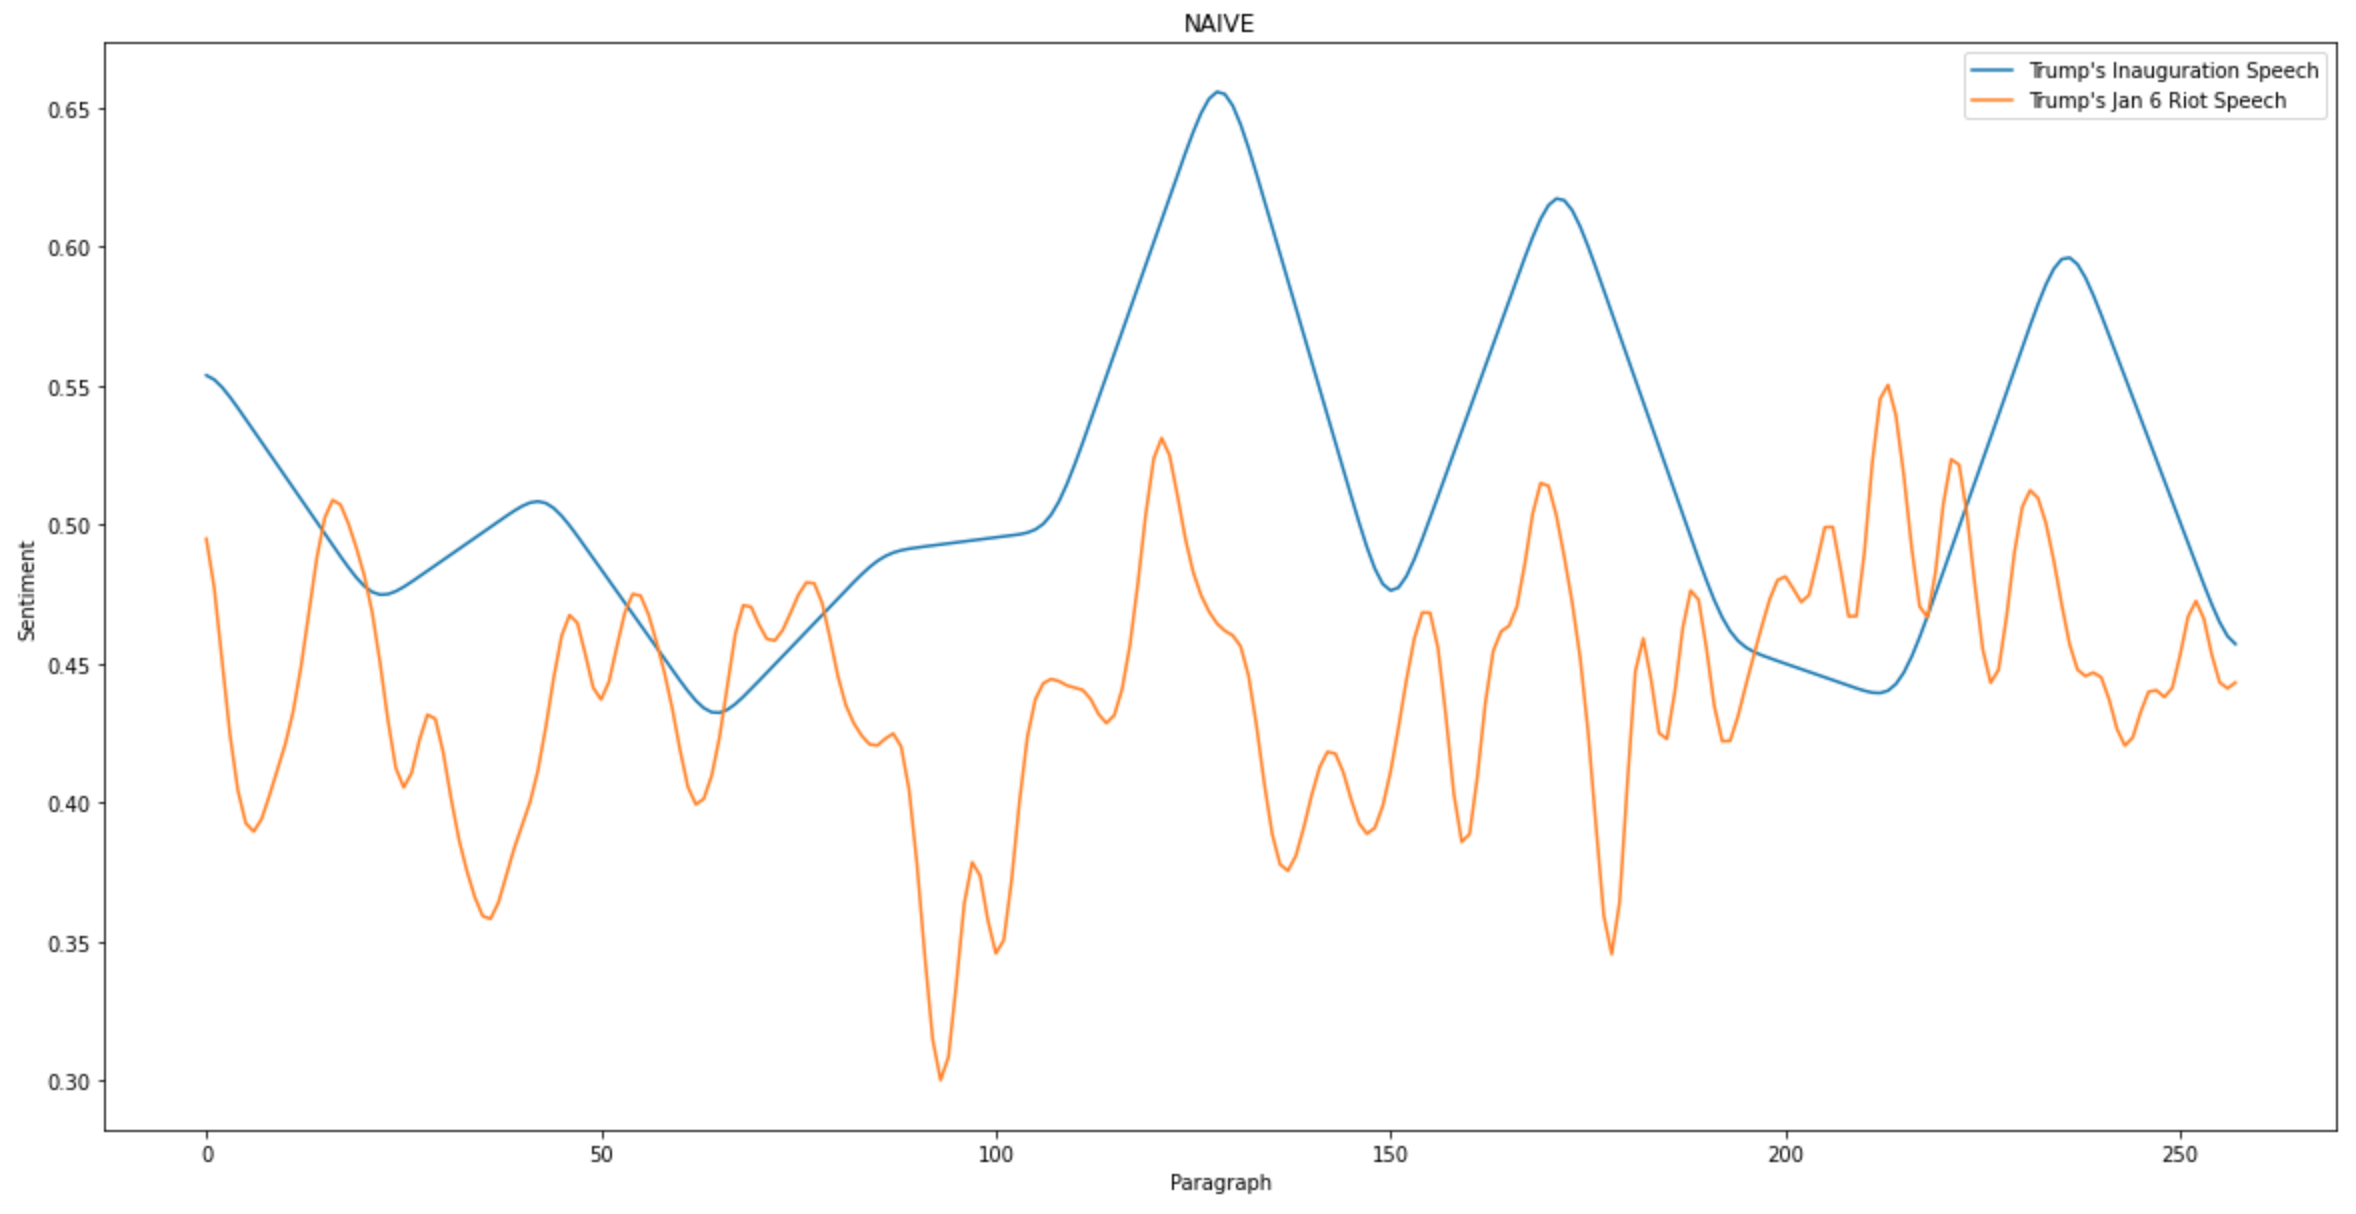 NAIVE
Trump's Inauguration Speech
Trump's Jan 6 Riot Speech
0.65
0.60
0.55
0.50
0.45
0.40
0.35
0.30
Sentiment
0 50 100 150 200 250
Paragraph